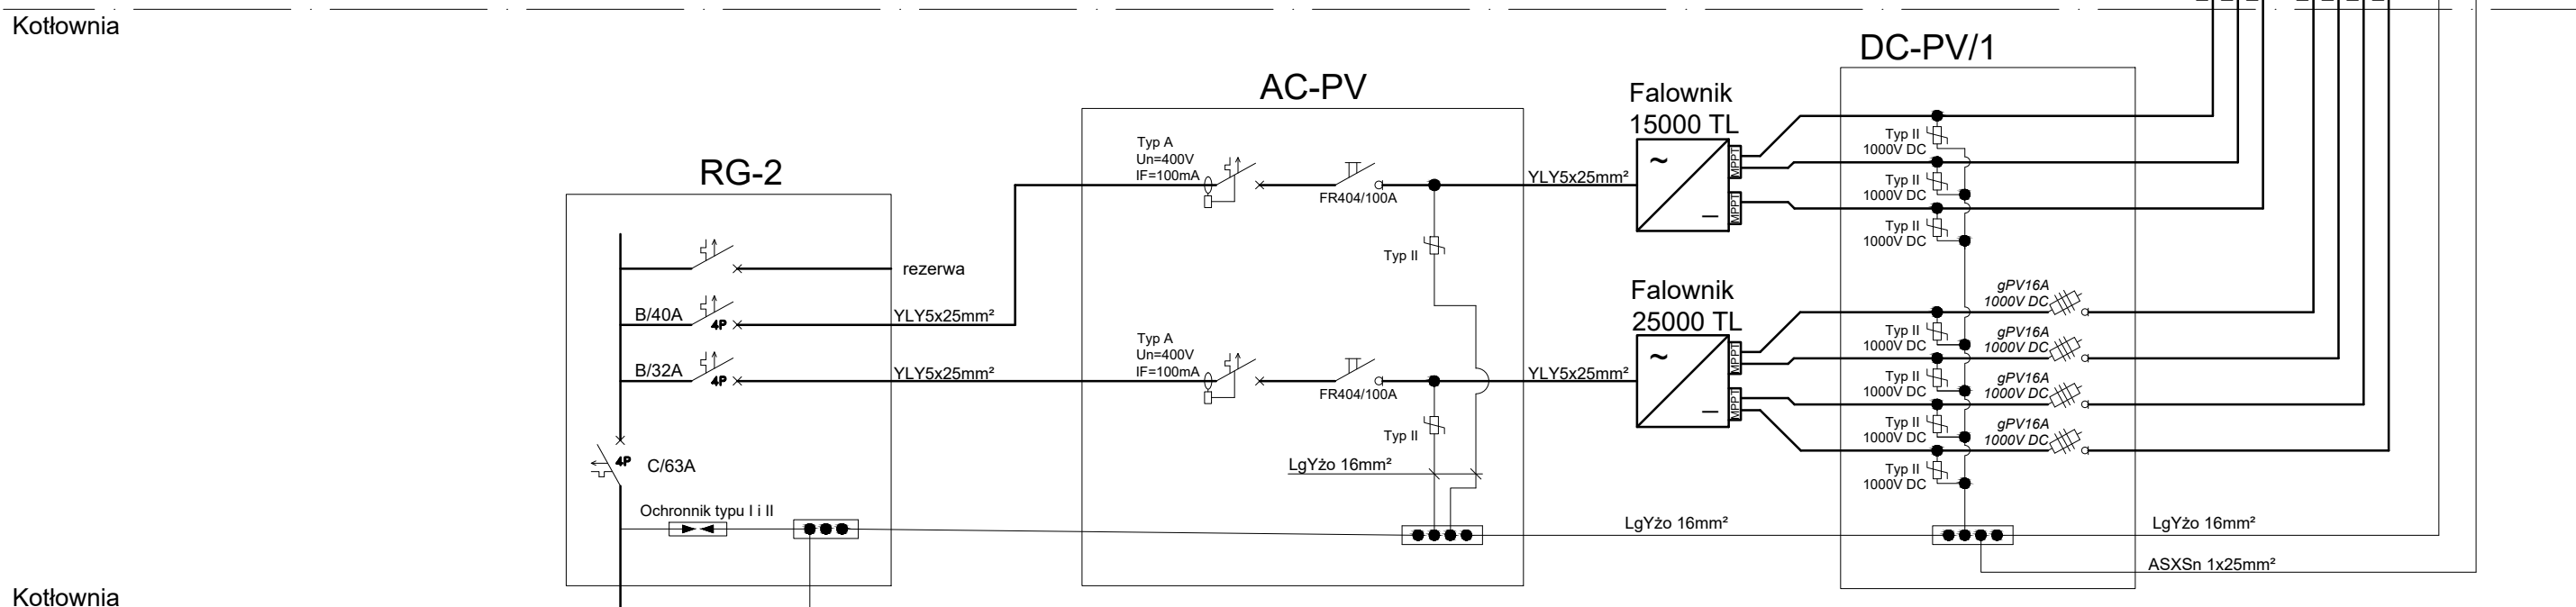 Kotłownia
RG-2
rezerwa
B/40A
4P
YLY5x25mm²
B/32A
4P
YLY5x25mm²
4P
C/63A
Ochronnik typu I i II
AC-PV
Typ A
Un=400V
IF=100mA
FR404/100A
YLY5x25mm²
Typ II
Typ A
Un=400V
IF=100mA
FR404/100A
YLY5x25mm²
Typ II
LgYżo 16mm²
LgYżo 16mm²
Falownik
15000 TL
~
MPPT
MPPT
Falownik
25000 TL
~
MPPT
MPPT
DC-PV/1
Typ II
1000V DC
Typ II
1000V DC
Typ II
1000V DC
gPV16A
1000V DC
Typ II
1000V DC
gPV16A
1000V DC
Typ II
1000V DC
gPV16A
1000V DC
Typ II
1000V DC
gPV16A
1000V DC
Typ II
1000V DC
LgYżo 16mm²
ASXSn 1x25mm²
Kotłownia